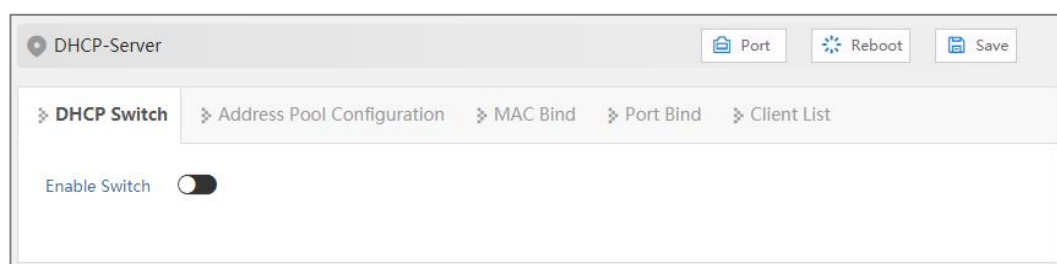 DHCP-Server Port Reboot Save
DHCP Switch Address Pool Configuration MAC Bind Port Bind Client List
Enable Switch